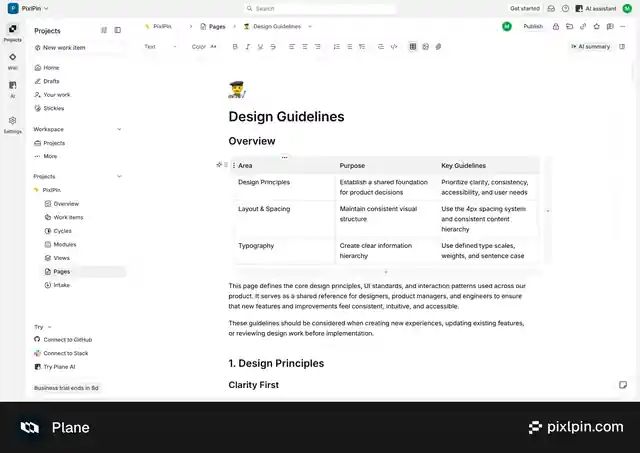 P PixlPin
Search
Get started
AI assistant
M
Projects
Wiki
AI
Settings
Projects
New work item
Home
Drafts
Your work
Stickies
Workspace
Projects
More
Projects
PixlPin
Overview
Work items
Cycles
Modules
Views
Pages
Intake
Try
Connect to GitHub
Connect to Slack
Try Plane AI
Business trial ends in 8d
PixlPin > Pages > Design Guidelines
M
Publish
Text
Color Aa
B I U S
AI summary
Design Guidelines
Overview
Area Purpose Key Guidelines
Design Principles Establish a shared foundation Prioritize clarity, consistency,
for product decisions accessibility, and user needs
Layout & Spacing Maintain consistent visual Use the 4px spacing system
structure and consistent content
hierarchy
Typography Create clear information Use defined type scales,
hierarchy weights, and sentence case
This page defines the core design principles, UI standards, and interaction patterns used across our
product. It serves as a shared reference for designers, product managers, and engineers to ensure
that new features and improvements feel consistent, intuitive, and accessible.
These guidelines should be considered when creating new experiences, updating existing features,
or reviewing design work before implementation.
1. Design Principles
Clarity First
Plane
pixlpin.com